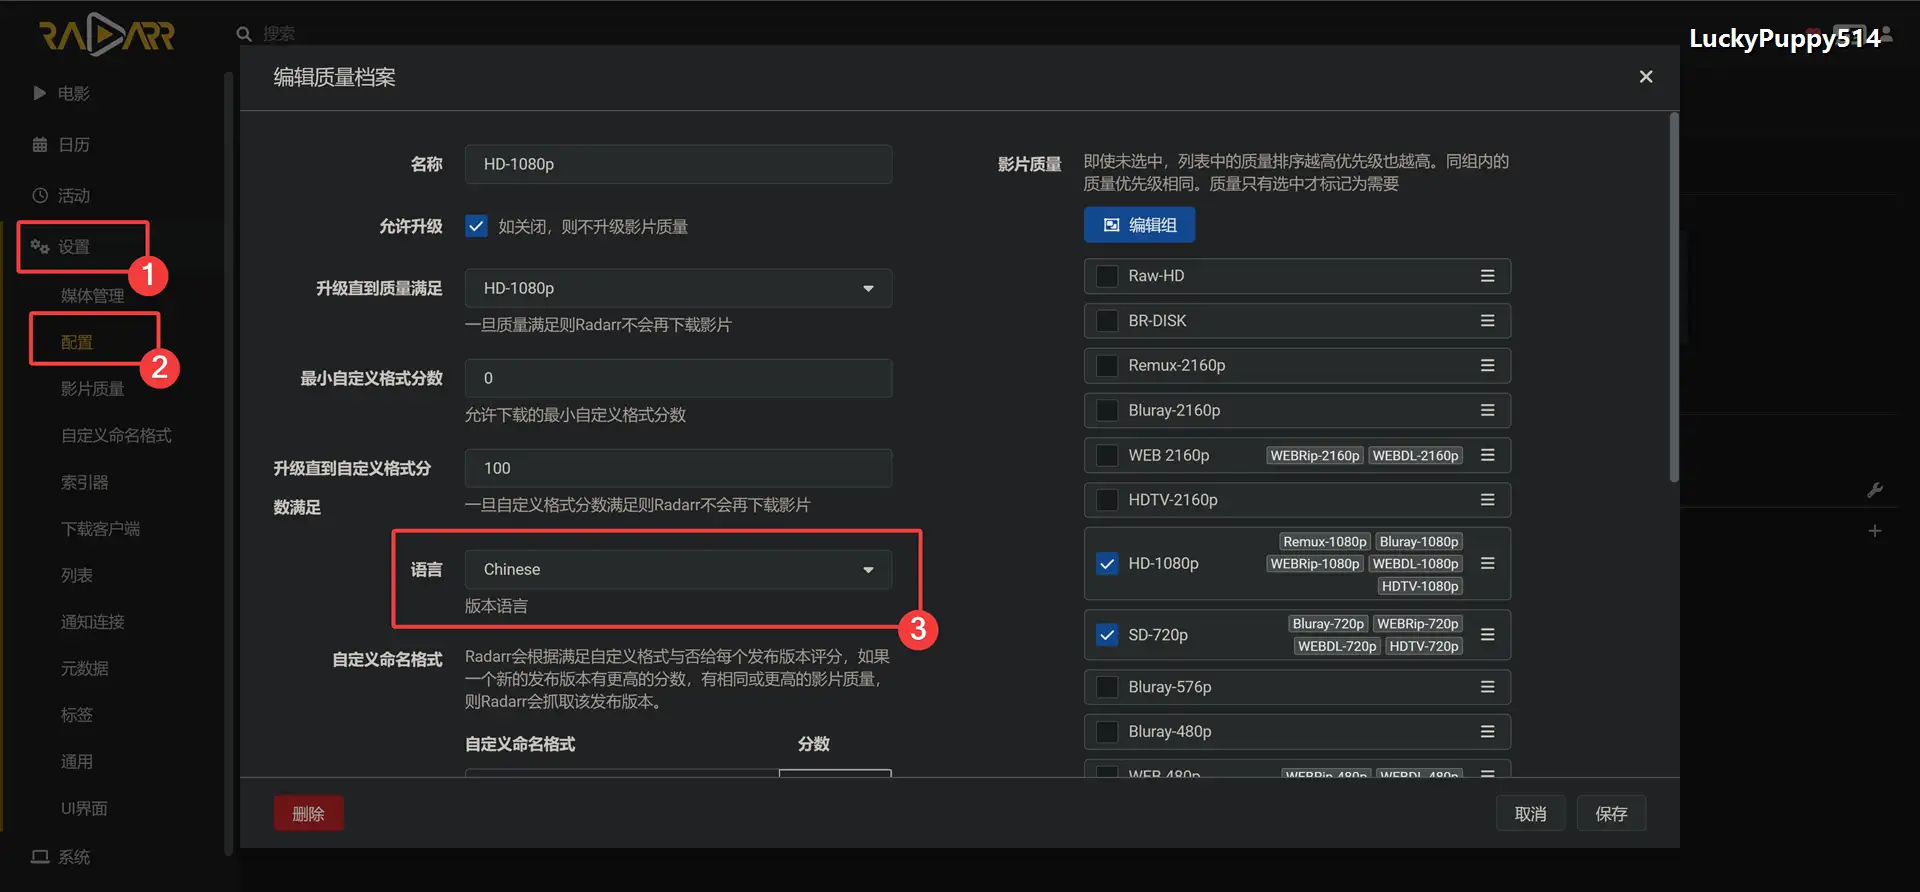 RADARR
搜索
LuckyPuppy514
电影
日历
活动
设置
1
媒体管理
配置
2
影片质量
自定义命名格式
索引器
下载客户端
列表
通知连接
元数据
标签
通用
UI界面
系统
编辑质量档案
名称
HD-1080p
允许升级
如关闭，则不升级影片质量
升级直到质量满足
HD-1080p
一旦质量满足则Radarr不会再下载影片
最小自定义格式分数
0
允许下载的最小自定义格式分数
升级直到自定义格式分
数满足
100
一旦自定义格式分数满足则Radarr不会再下载影片
语言
Chinese
版本语言
3
自定义命名格式
Radarr会根据满足自定义格式与否给每个发布版本评分，如果
一个新的发布版本有更高的分数，有相同或更高的影片质量，
则Radarr会抓取该发布版本。
自定义命名格式 分数
影片质量
即使未选中，列表中的质量排序越高优先级也越高。同组内的
质量优先级相同。质量只有选中才标记为需要
编辑组
Raw-HD
BR-DISK
Remux-2160p
Bluray-2160p
WEB 2160p WEBRip-2160p WEBDL-2160p
HDTV-2160p
HD-1080p Remux-1080p Bluray-1080p
WEBRip-1080p WEBDL-1080p
HDTV-1080p
SD-720p Bluray-720p WEBRip-720p
WEBDL-720p HDTV-720p
Bluray-576p
Bluray-480p
WEB 480p WEBRip-480p WEBDL-480p
删除
取消
保存